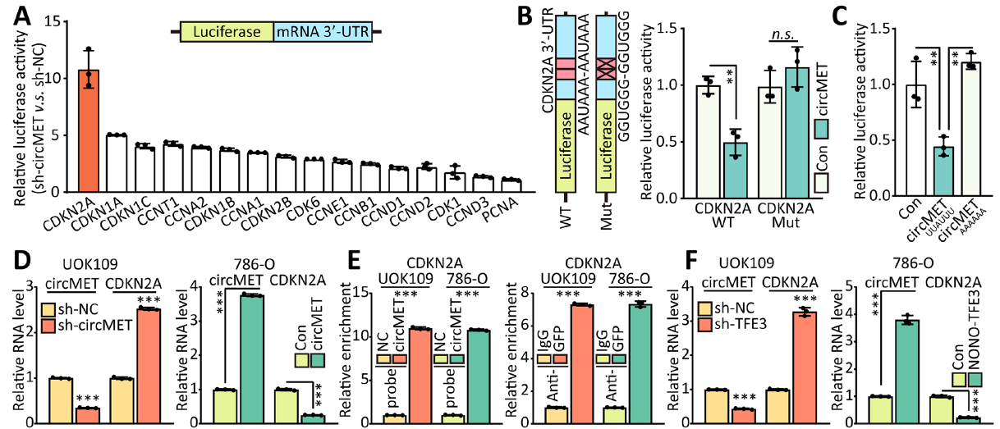 A
Relative luciferase activity
(sh-circMET v.s. sh-NC)
15
10
5
0
Luciferase
mRNA 3'-UTR
CDKN2A
CDKN1A
CDKN1C
CCNT1
CCNA2
CDKN1B
CCNA1
CDKN2B
CDK6
CCNE1
CCNB1
CCND1
CCND2
CDK1
CCND3
PCNA
B
CDKN2A 3'-UTR
AAUAAA-AAUAAA
GGUGGG-GGUGGG
Luciferase
Luciferase
WT
Mut
Relative luciferase activity
1.5
1.0
0.5
0.0
**
n.s.
CDKN2A
WT
CDKN2A
Mut
Con
circMET
C
Relative luciferase activity
1.5
1.0
0.5
0.0
**
**
Con
circMET
UUAUUU
circMET
AAAAAA
D
UOK109
circMET
CDKN2A
Relative RNA level
3
2
1
0
***
***
sh-NC
sh-circMET
786-O
circMET
CDKN2A
Relative RNA level
4
3
2
1
0
***
***
Con
circMET
E
CDKN2A
UOK109
786-O
Relative enrichment
15
10
5
0
***
***
NC
circMET
probe
NC
circMET
probe
CDKN2A
UOK109
786-O
Relative enrichment
8
6
4
2
0
***
***
IgG
GFP
Anti-
IgG
GFP
Anti-
F
UOK109
circMET
CDKN2A
Relative RNA level
4
3
2
1
0
***
***
sh-NC
sh-TFE3
786-O
circMET
CDKN2A
Relative RNA level
5
4
3
2
1
0
***
***
Con
NONO-TFE3